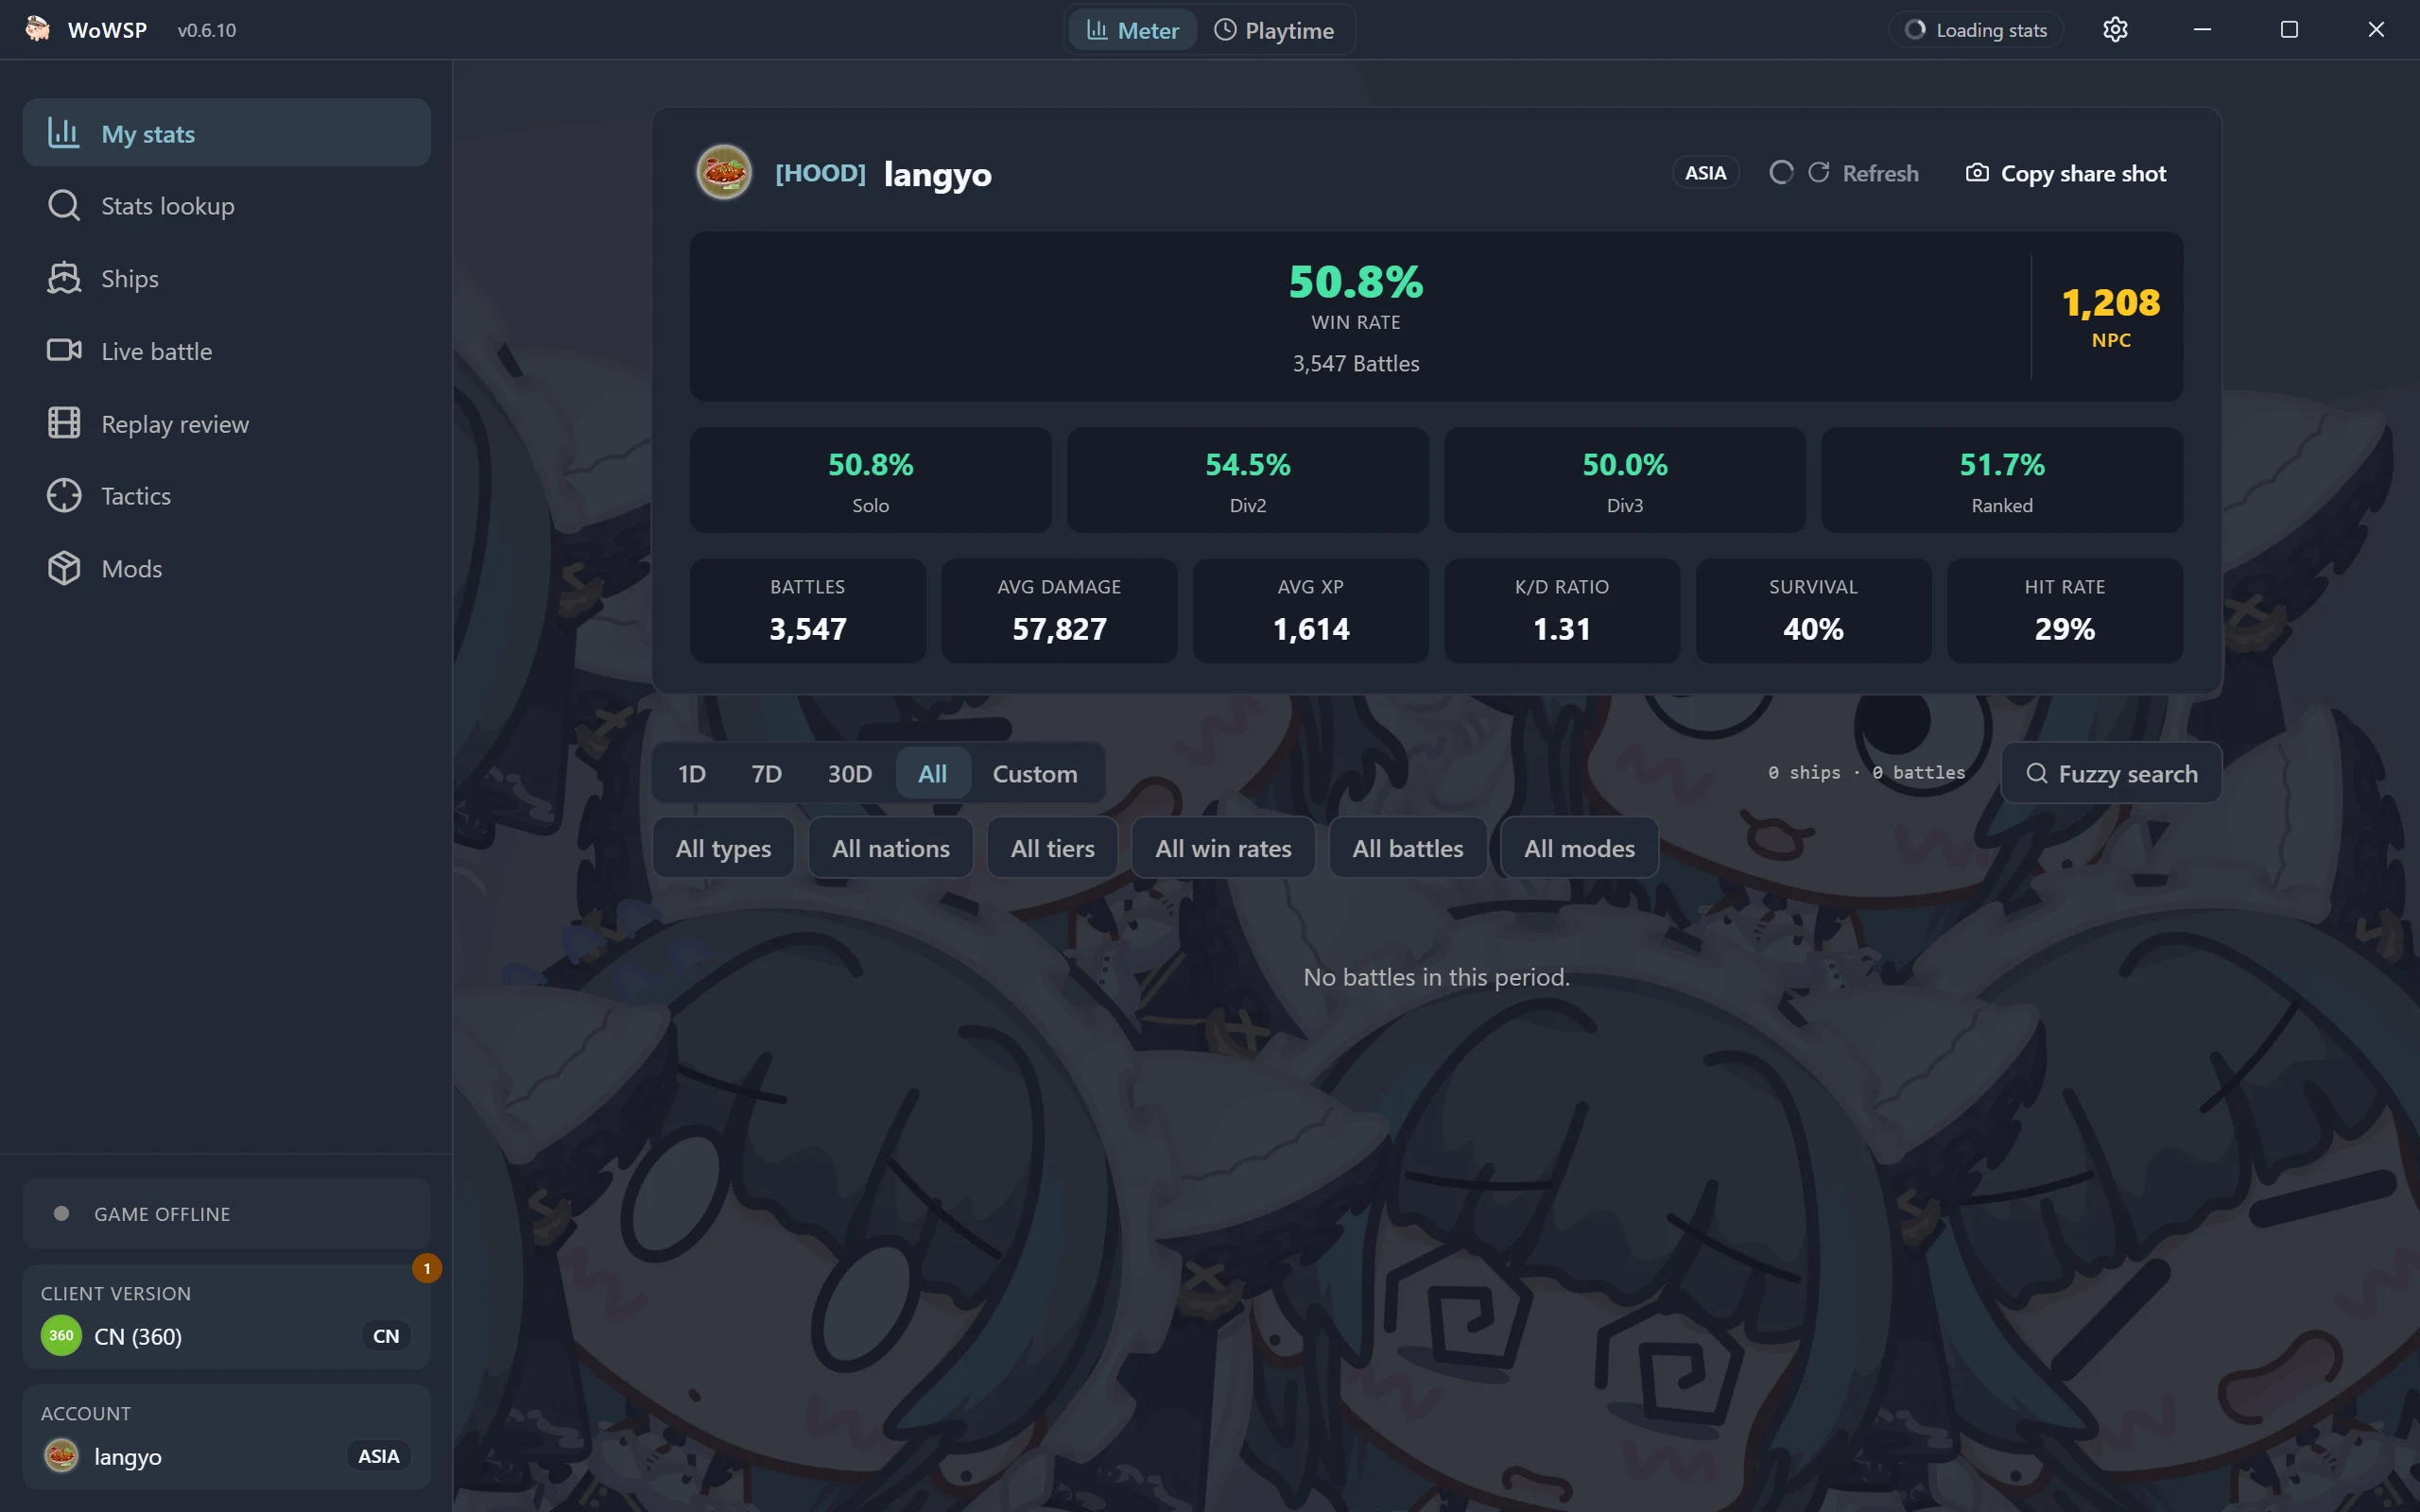 WoWSP v0.6.10
Meter
Playtime
Loading stats
My stats
Stats lookup
Ships
Live battle
Replay review
Tactics
Mods
GAME OFFLINE
1
CLIENT VERSION
360 CN (360) CN
ACCOUNT
langyo ASIA
[HOOD] langyo
ASIA
Refresh
Copy share shot
50.8%
WIN RATE
3,547 Battles
1,208
NPC
50.8%
Solo
54.5%
Div2
50.0%
Div3
51.7%
Ranked
BATTLES
3,547
AVG DAMAGE
57,827
AVG XP
1,614
K/D RATIO
1.31
SURVIVAL
40%
HIT RATE
29%
1D 7D 30D All Custom
0 ships · 0 battles
Fuzzy search
All types
All nations
All tiers
All win rates
All battles
All modes
No battles in this period.